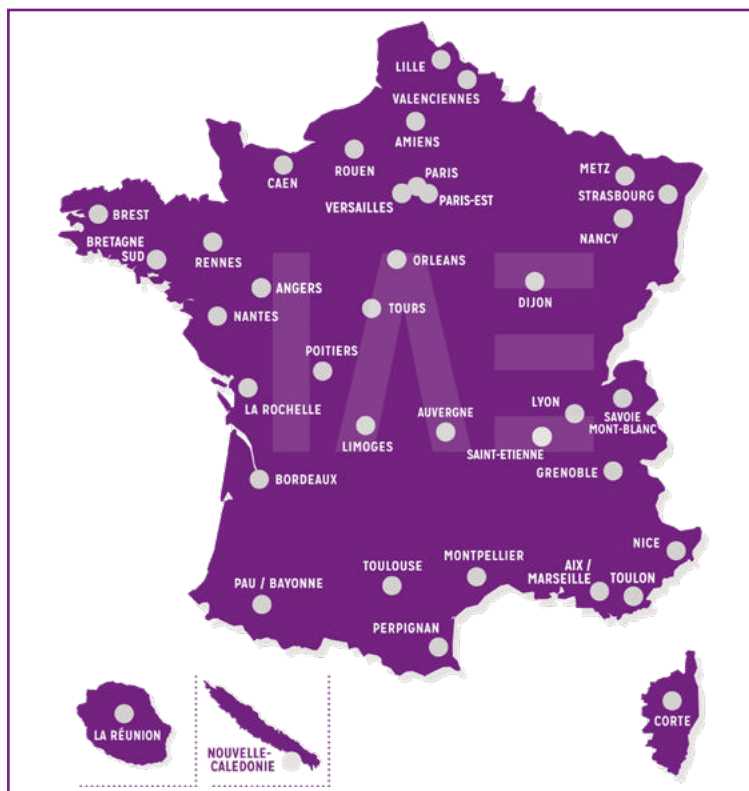 LILLE
VALENCIENNES
AMIENS
ROUEN
CAEN
PARIS
METZ
STRASBOURG
VERSAILLES
PARIS-EST
BREST
NANCY
BRETAGNE
SUD
RENNES
ORLEANS
ANGERS
DIJON
NANTES
TOURS
IAE
POITIERS
LA ROCHELLE
AUVERGNE
LYON
SAVOIE
MONT-BLANC
LIMOGES
SAINT-ETIENNE
GRENOBLE
BORDEAUX
NICE
MONTPELLIER
TOULOUSE
AIX /
MARSEILLE
TOULON
PAU / BAYONNE
PERPIGNAN
CORTE
LA RÉUNION
NOUVELLE-
CALEDONIE